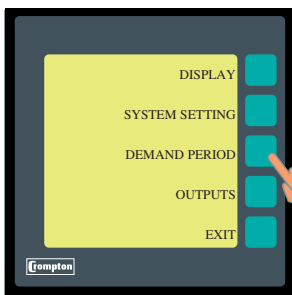 DISPLAY
SYSTEM SETTING
DEMAND PERIOD
OUTPUTS
EXIT
Crompton